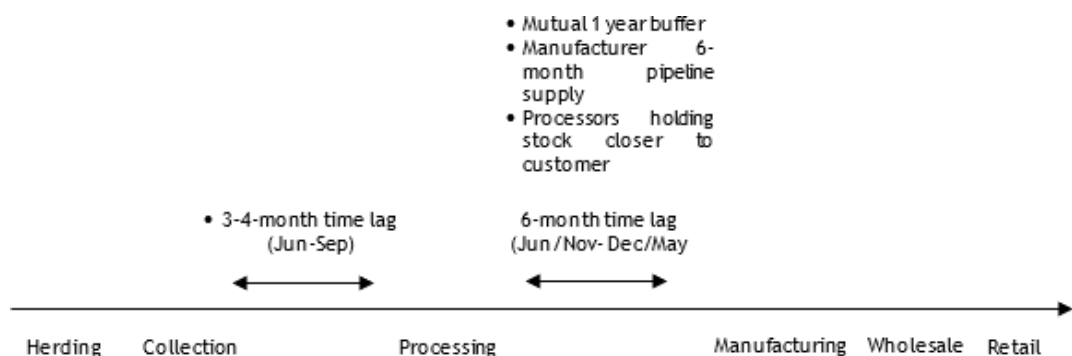 • Mutual 1 year buffer
• Manufacturer 6-
month pipeline
supply
• Processors holding
stock closer to
customer
• 3-4-month time lag
(Jun-Sep)
6-month time lag
(Jun/Nov-Dec/May
Herding Collection Processing Manufacturing Wholesale Retail